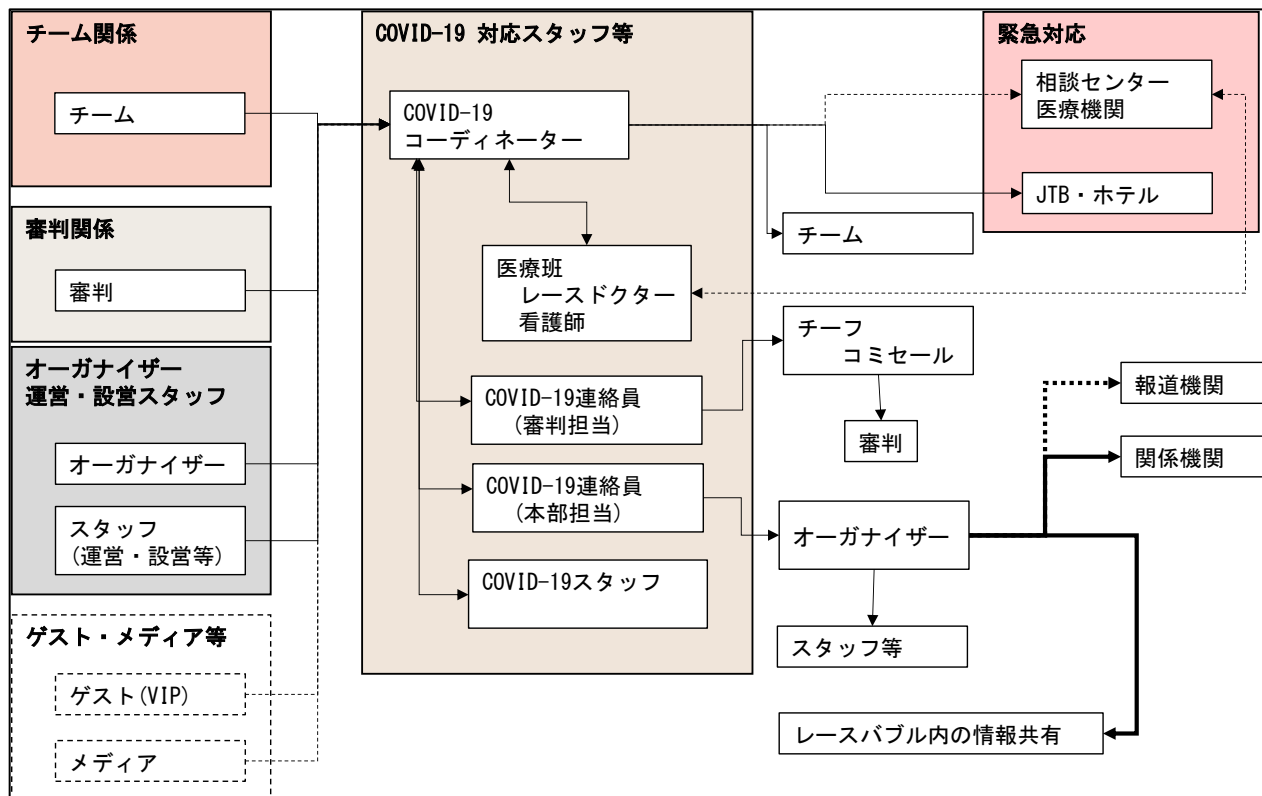 チーム関係
チーム
審判関係
審判
オーガナイザー
運営・設営スタッフ
オーガナイザー
スタッフ
(運営・設営等)
ゲスト・メディア等
ゲスト(VIP)
メディア
COVID-19 対応スタッフ等
COVID-19
コーディネーター
医療班
レースドクター
看護師
COVID-19連絡員
(審判担当)
COVID-19連絡員
(本部担当)
COVID-19スタッフ
チーム
チーフ
コミセール
審判
オーガナイザー
スタッフ等
レースバブル内の情報共有
緊急対応
相談センター
医療機関
JTB・ホテル
報道機関
関係機関